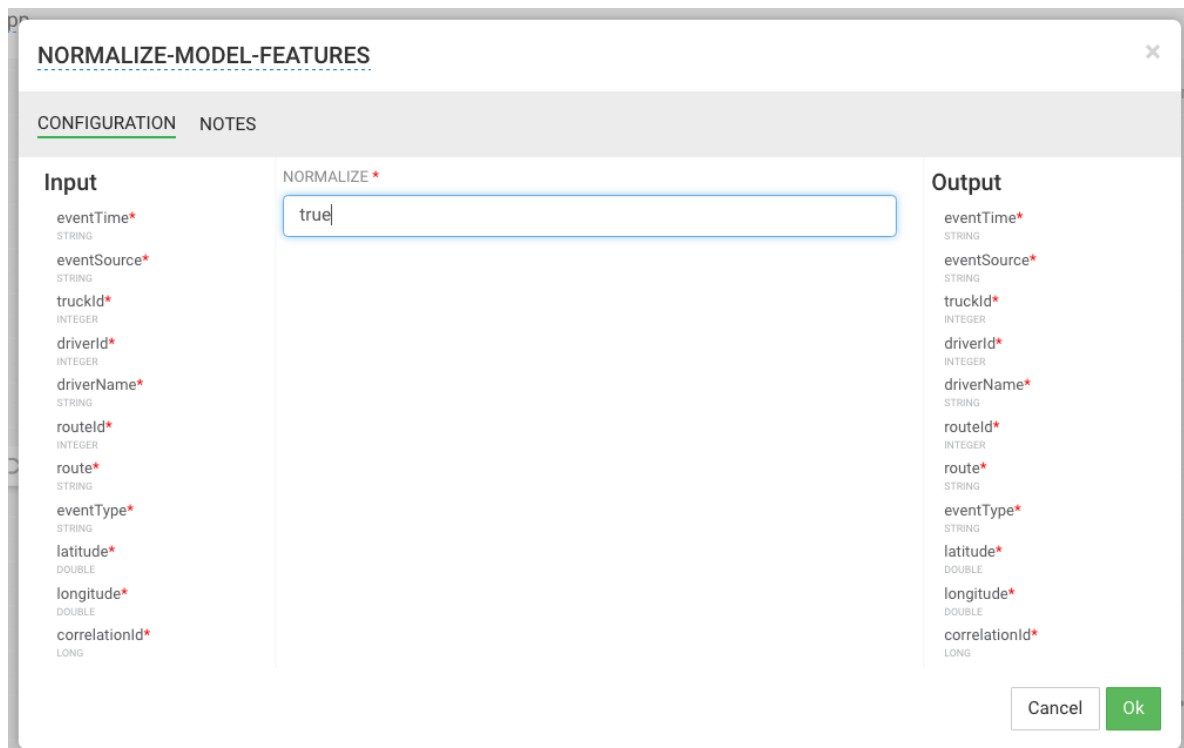 pp
NORMALIZE-MODEL-FEATURES
×
CONFIGURATION NOTES
Input
eventTime*
STRING
eventSource*
STRING
truckId*
INTEGER
driverId*
INTEGER
driverName*
STRING
routeId*
INTEGER
route*
STRING
eventType*
STRING
latitude*
DOUBLE
longitude*
DOUBLE
correlationId*
LONG
NORMALIZE *
true
Output
eventTime*
STRING
eventSource*
STRING
truckId*
INTEGER
driverId*
INTEGER
driverName*
STRING
routeId*
INTEGER
route*
STRING
eventType*
STRING
latitude*
DOUBLE
longitude*
DOUBLE
correlationId*
LONG
Cancel Ok